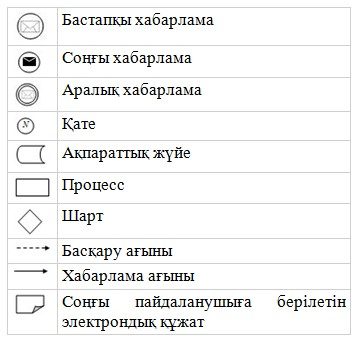 Бастапқы хабарлама
Соңғы хабарлама
Аралық хабарлама
N
Қате
Ақпараттық жүйе
Процесс
Шарт
Басқару ағыны
Хабарлама ағыны
Соңғы пайдаланушыға берілетін
электрондық құжат